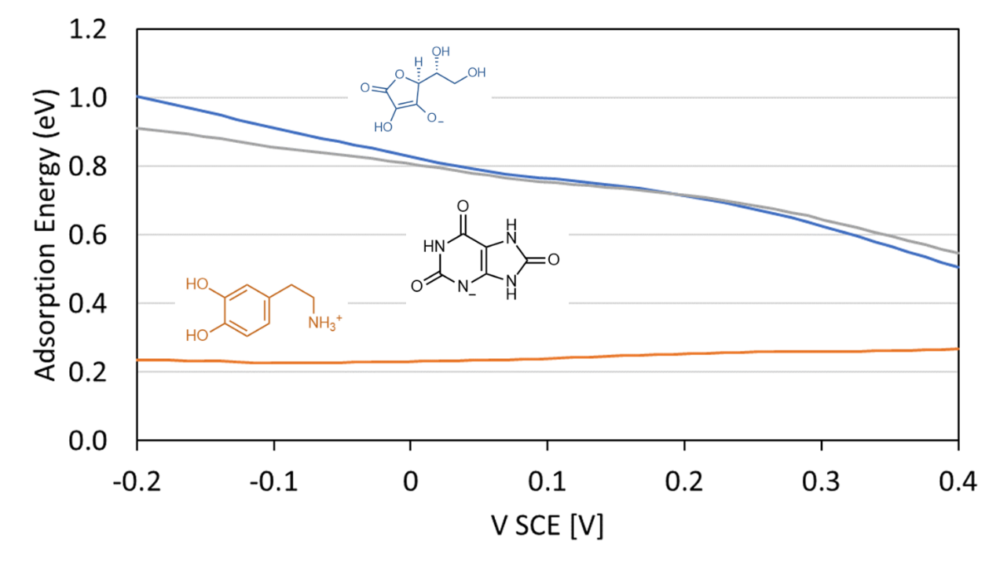 1.2
1.0
0.8
0.6
0.4
0.2
0.0
Adsorption Energy (eV)
OH
H
O
OH
O
HO
O−
O
H
HN
N
O
O
N−
N
H
HO
HO
NH3+
-0.2
-0.1
0
0.1
0.2
0.3
0.4
V SCE [V]